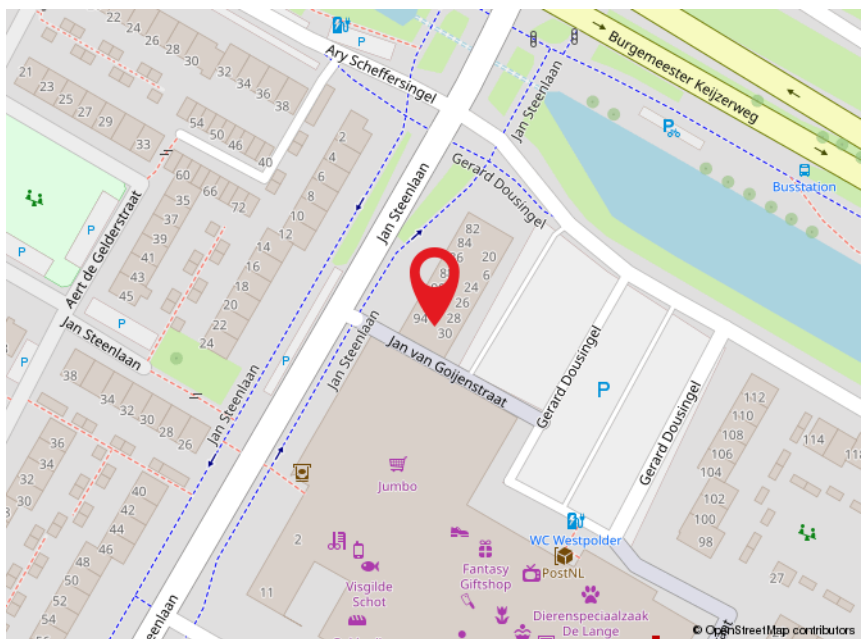 22
24
26
28
30
32
34
36
38
P
Ary Scheffersingel
Burgemeester Keijzerweg
Jan Steenlaan
21
23
25
27
29
33
54
50
46
40
2
4
6
8
10
12
14
16
18
20
22
24
60
66
72
35
39
41
43
45
P
P
P
P
P
Aert de Gelderstraat
Jan Steenlaan
Gerard Dousingel
Busstation
82
84
20
6
24
26
94
28
30
Jan Steenlaan
Jan van Goijenstraat
Gerard Dousingel
P
Gerard Dousingel
Jan Steenlaan
38
34
32
30
28
26
36
34
32
30
40
42
44
46
48
50
52
Jumbo
2
11
Visgilde
Schot
Fantasy
Giftshop
WC Westpolder
PostNL
Dierenspeciaalzaak
De Lange
112
110
108
106
104
102
100
98
114
118
27
Jan Steenlaan
© OpenStreetMap contributors